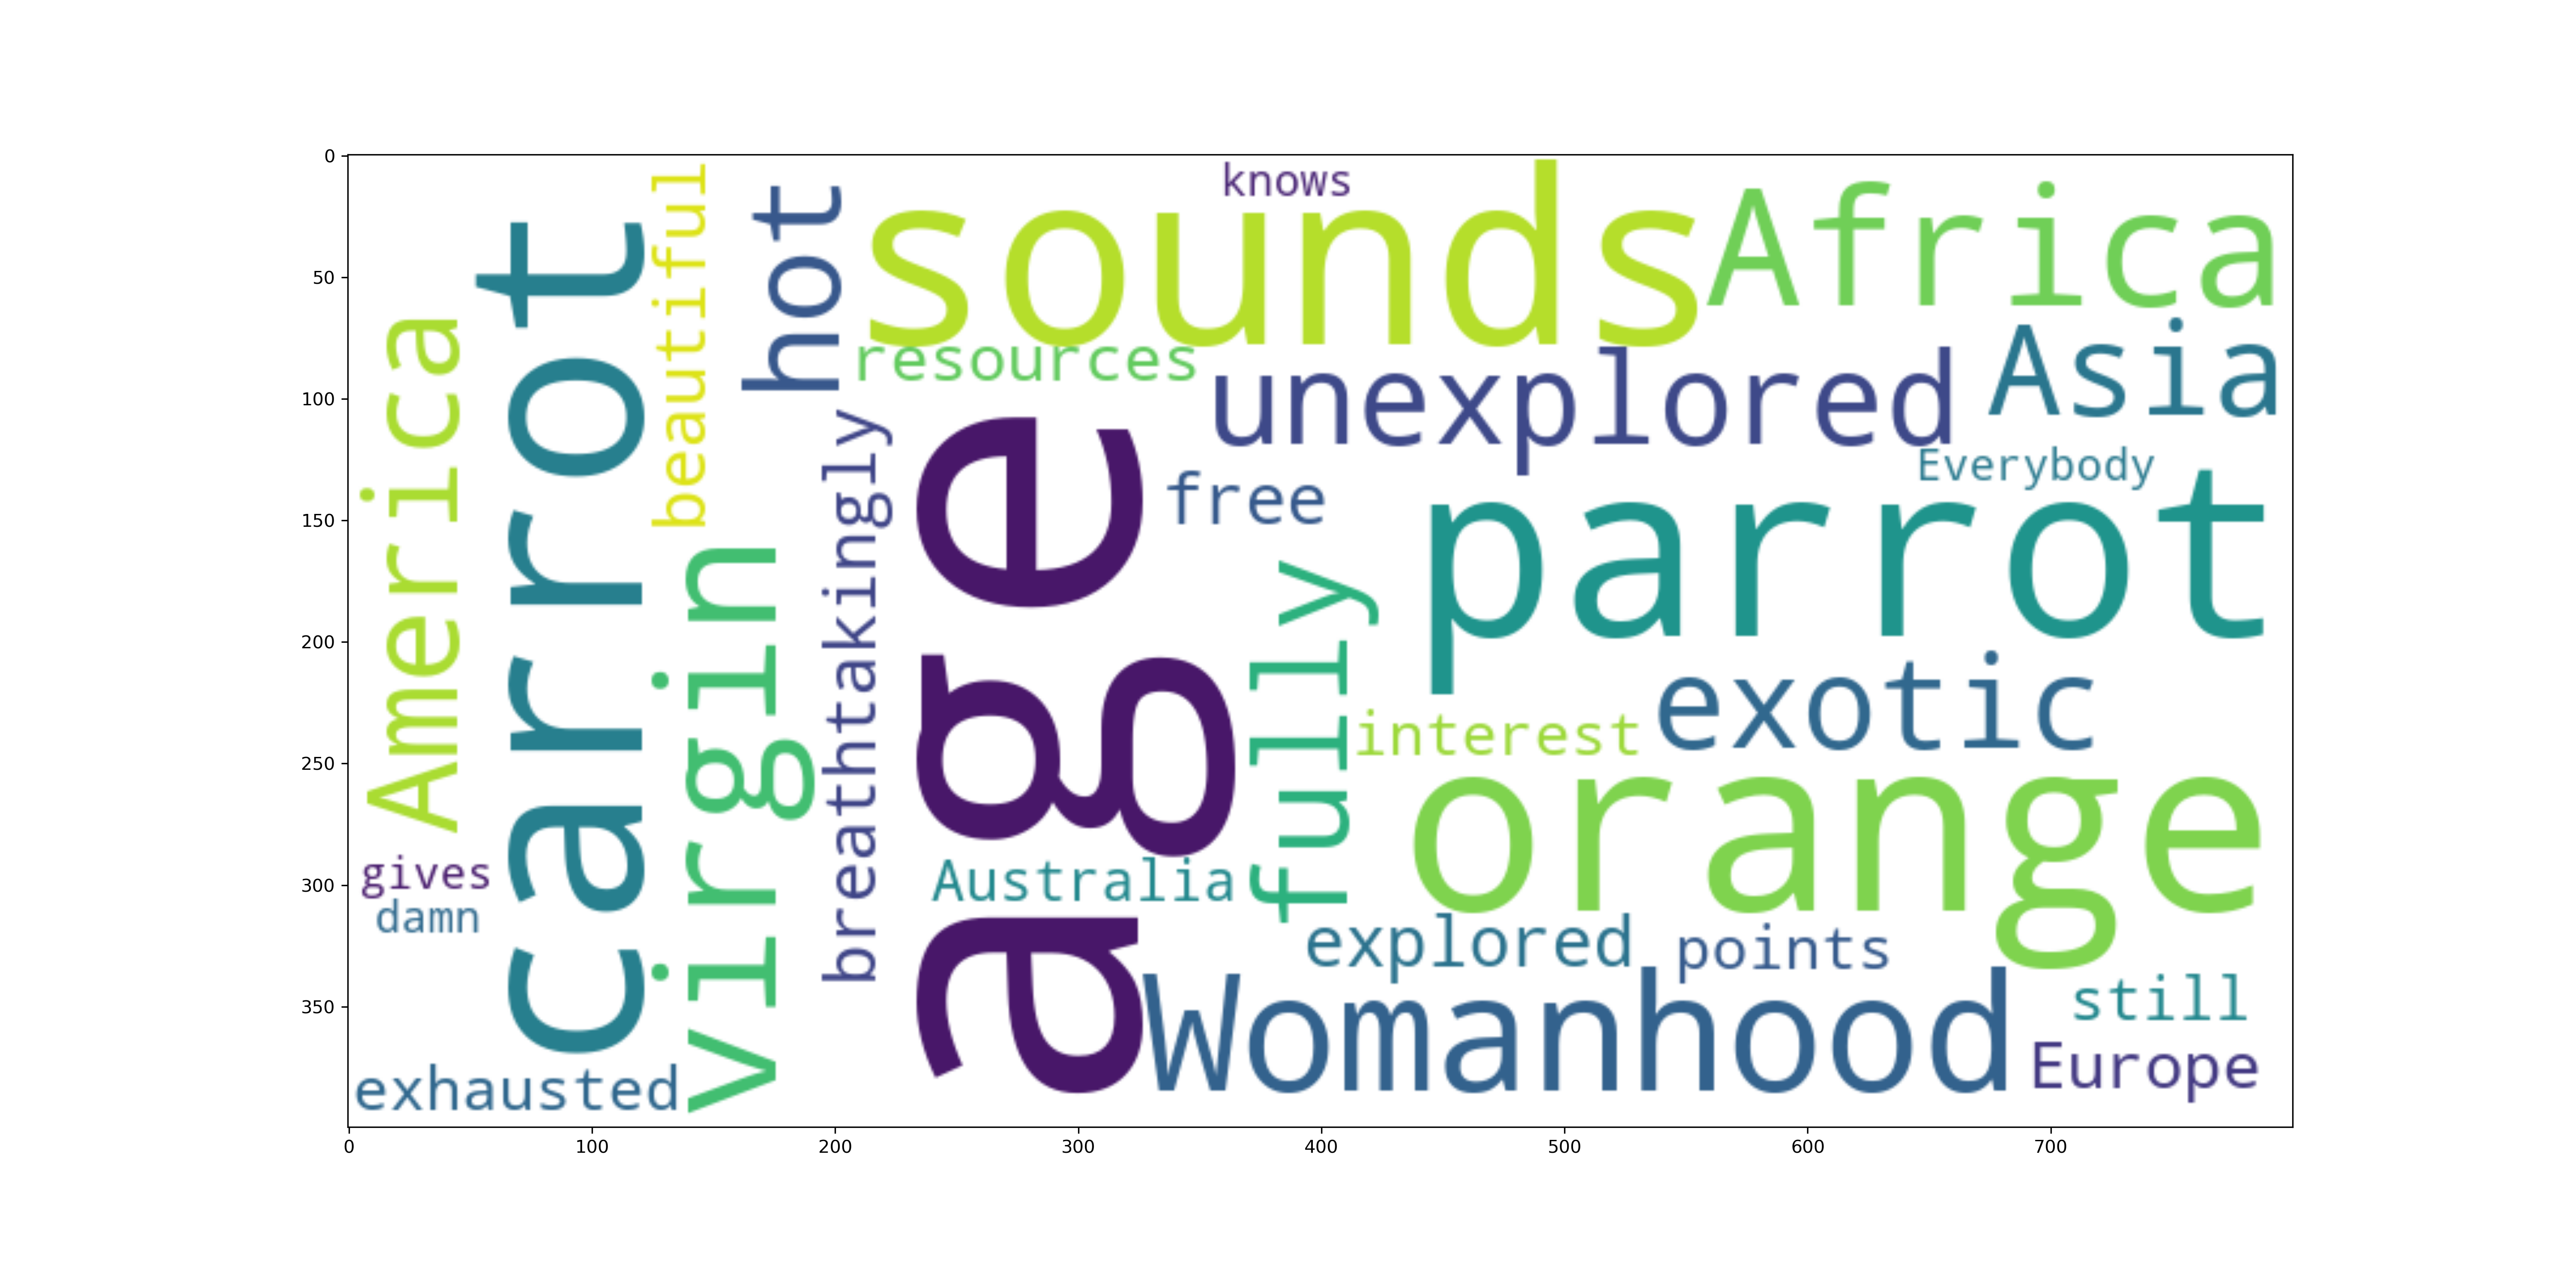 knows
sounds
Africa
hot
beautiful
carrot
America
resources
unexplored
Asia
Everybody
free
parrot
breathtakingly
virgin
age
fully
exotic
interest
orange
gives
damn
Australia
explored
points
Womanhood
still
Europe
exhausted
0
50
100
150
200
250
300
350
0 100 200 300 400 500 600 700